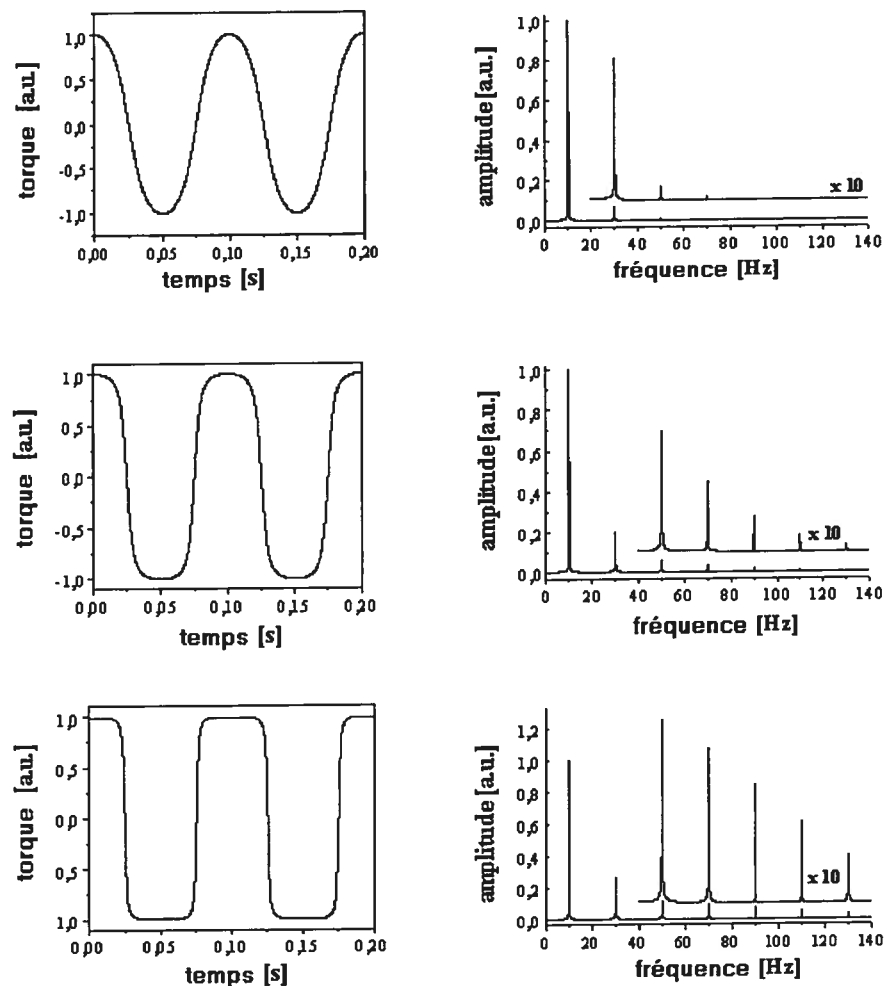 torque [a.u.]
1,0
0,5
0,0
-0,5
-1,0
0,00 0,05 0,10 0,15 0,20
temps [s]
amplitude [a.u.]
1,0
0,8
0,6
0,4
0,2
0,0
x 10
0 20 40 60 80 100 120 140
fréquence [Hz]
torque [a.u.]
1,0
0,5
0,0
-0,5
-1,0
0,00 0,05 0,10 0,15 0,20
temps [s]
amplitude [a.u.]
1,0
0,8
0,6
0,4
0,2
0,0
x 10
0 20 40 60 80 100 120 140
fréquence [Hz]
torque [a.u.]
1,0
0,5
0,0
0,5
1,0
0,00 0,05 0,10 0,15 0,20
temps [s]
amplitude [a.u.]
1,2
1,0
0,8
0,6
0,4
0,2
0,0
x 10
0 20 40 60 80 100 120 140
fréquence [Hz]